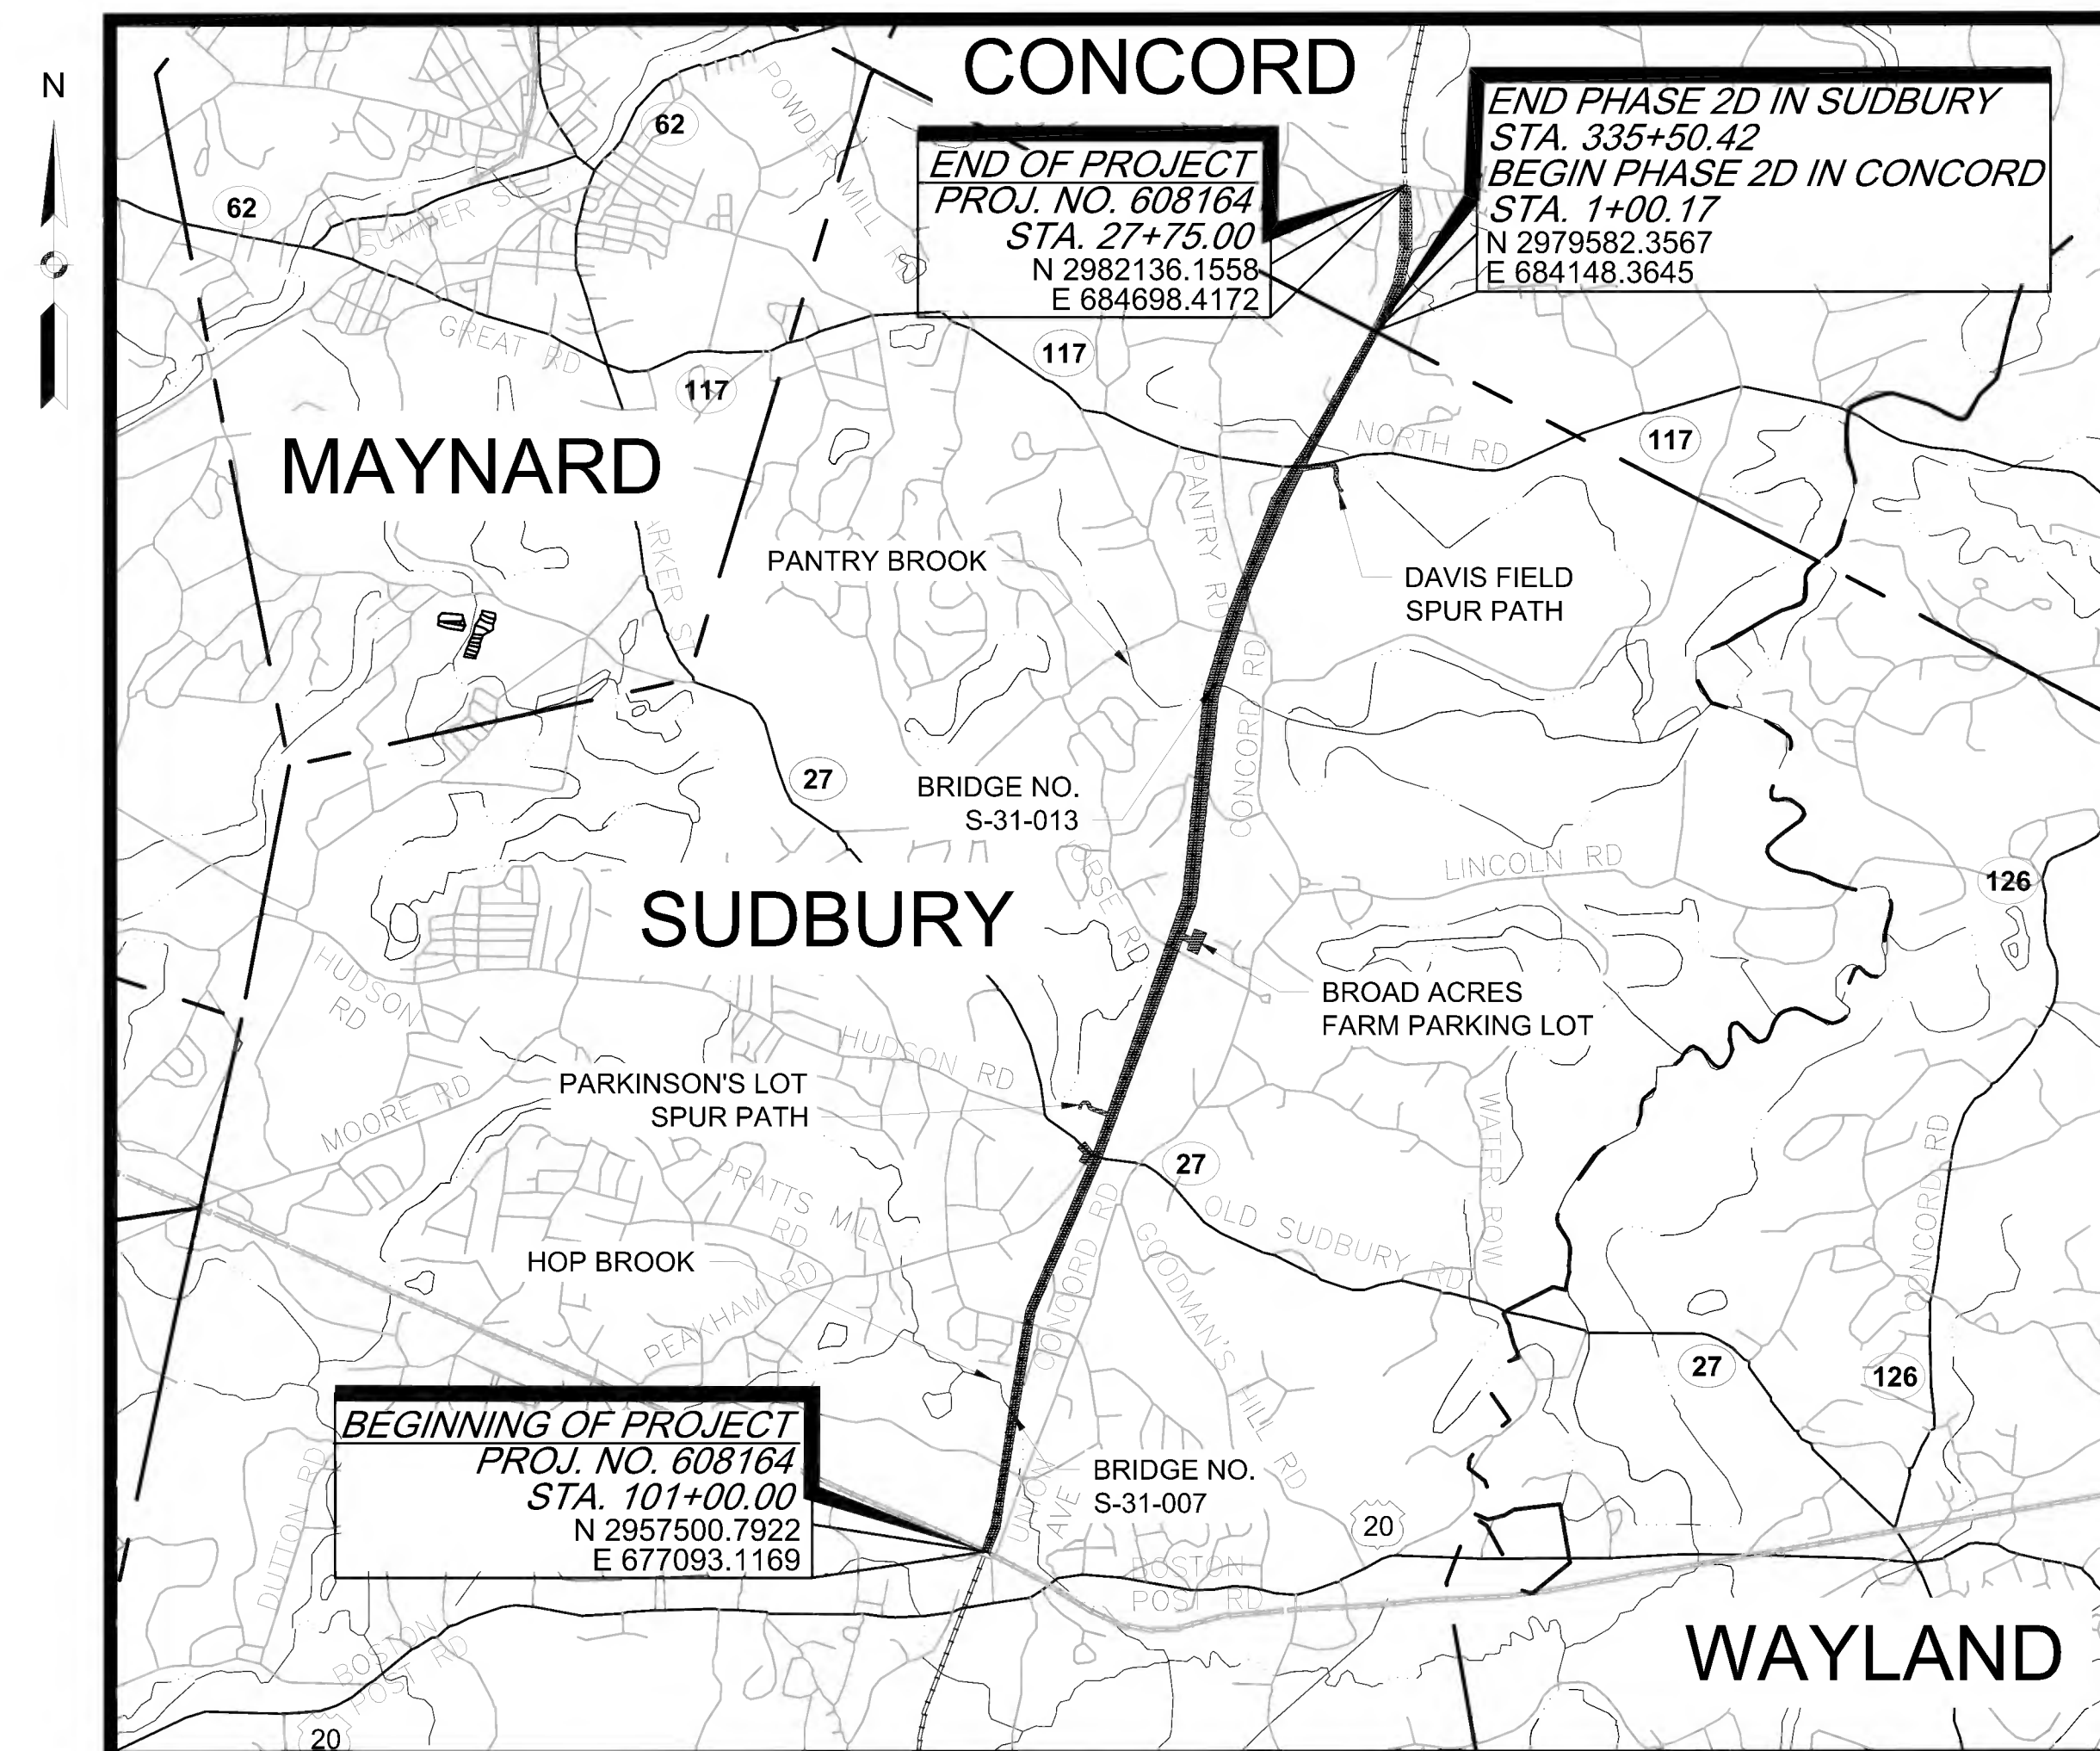 N
CONCORD
END PHASE 2D IN SUDBURY
STA. 335+50.42
BEGIN PHASE 2D IN CONCORD
STA. 1+00.17
N 2979582.3567
E 684148.3645
END OF PROJECT
PROJ. NO. 608164
STA. 27+75.00
N 2982136.1558
E 684698.4172
62
POWDER MILL RD
62
SUMMER S
GREAT RD
117
117
NORTH RD
117
MAYNARD
PANTRY RD
ARKER ST
PANTRY BROOK
DAVIS FIELD
SPUR PATH
CONCORD RD
27
BRIDGE NO.
S-31-013
CONCORD RD
LINCOLN RD
126
ORSE RD
SUDBURY
HUDSON
RD
BROAD ACRES
FARM PARKING LOT
HUDSON RD
PARKINSON'S LOT
SPUR PATH
MOORE RD
WATER ROW
CONCORD RD
27
PRATTS MILL
RD
OLD SUDBURY RD
HOP BROOK
PEAKHAM RD
CONCORD RD
GOODMAN'S HILL RD
27
126
BEGINNING OF PROJECT
PROJ. NO. 608164
STA. 101+00.00
N 2957500.7922
E 677093.1169
BRIDGE NO.
S-31-007
UNION
AVE
DUTTON RD
20
BOSTON
POST RD
WAYLAND
BOSTON
POST RD
20